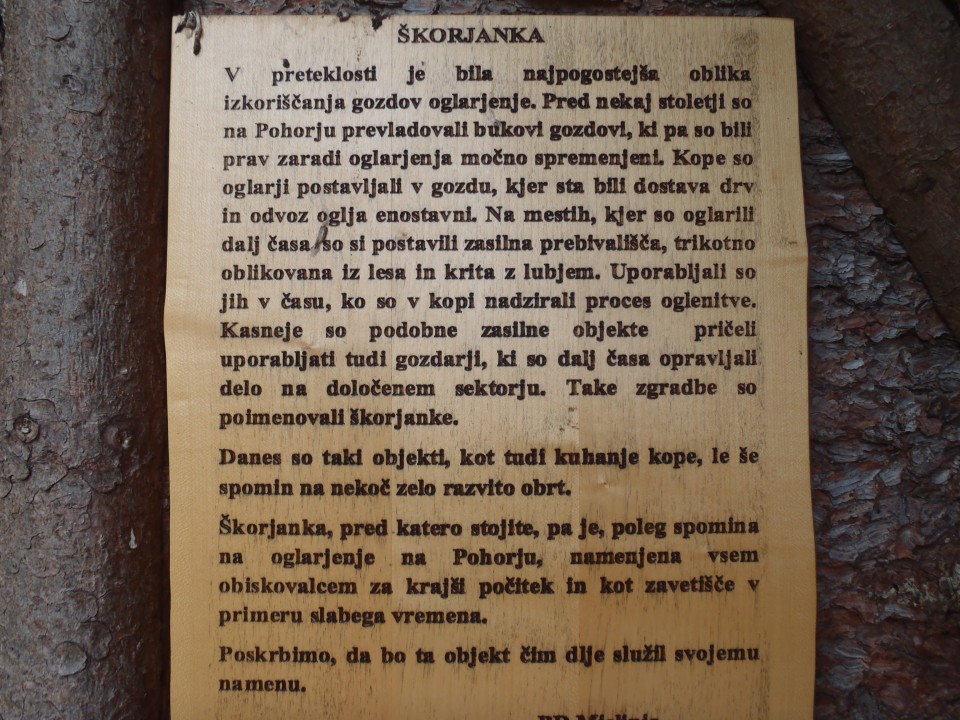 ŠKORJANKA
V preteklosti je bila najpogostejša oblika
izkoriščanja gozdov oglarjenje. Pred nekaj stoletji so
na Pohorju prevladovali bukovi gozdovi, ki pa so bili
prav zaradi oglarjenja močno spremenjeni. Kope so
oglarji postavljali v gozdu, kjer sta bili dostava drv
in odvoz oglja enostavni. Na mestih, kjer so oglarili
dalj časa so si postavili zasilna prebivališča, trikotno
oblikovana iz lesa in krita z lubjem. Uporabljali so
jih v času, ko so v kopi nadzirali proces oglenitve.
Kasneje so podobne zasilne objekte pričeli
uporabljati tudi gozdarji, ki so dalj časa opravljali
delo na določenem sektorju. Take zgradbe so
poimenovali škorjanke.
Danes so taki objekti, kot tudi kuhanje kope, le še
spomin na nekoč zelo razvito obrt.
Škorjanka, pred katero stojite, pa je, poleg spomina
na oglarjenje na Pohorju, namenjena vsem
obiskovalcem za krajši počitek in kot zavetišče v
primeru slabega vremena.
Poskrbimo, da bo ta objekt čim dlje služil svojemu
namenu.